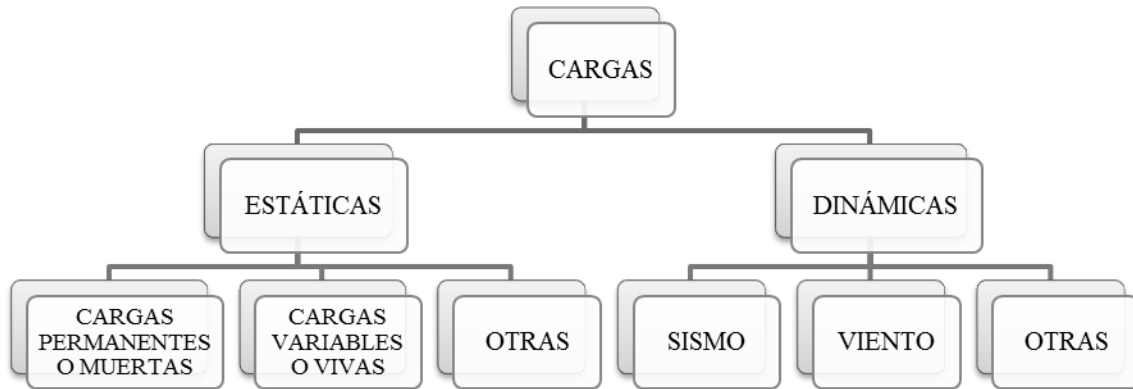 CARGAS
ESTÁTICAS
DINÁMICAS
CARGAS
PERMANENTES
O MUERTAS
CARGAS
VARIABLES
O VIVAS
OTRAS
SISMO
VIENTO
OTRAS